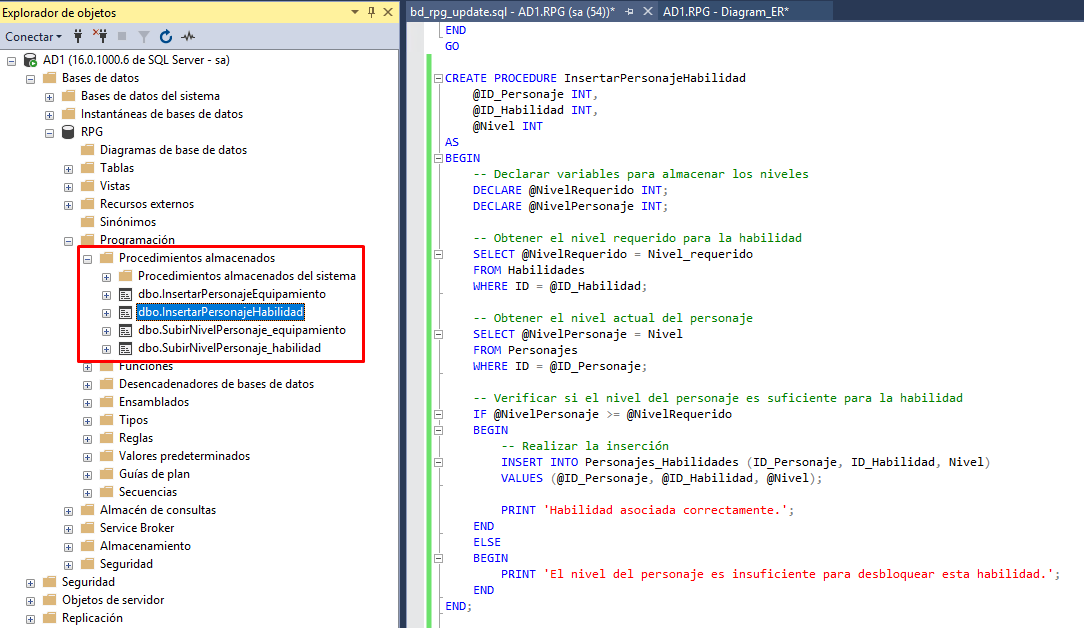 Explorador de objetos
Conectar
AD1 (16.0.1000.6 de SQL Server - sa)
Bases de datos
Bases de datos del sistema
Instantáneas de bases de datos
RPG
Diagramas de base de datos
Tablas
Vistas
Recursos externos
Sinónimos
Programación
Procedimientos almacenados
Procedimientos almacenados del sistema
dbo.InsertarPersonajeEquipamiento
dbo.InsertarPersonajeHabilidad
dbo.SubirNivelPersonaje_equipamiento
dbo.SubirNivelPersonaje_habilidad
Funciones
Desencadenadores de bases de datos
Ensamblados
Tipos
Reglas
Valores predeterminados
Guías de plan
Secuencias
Almacén de consultas
Service Broker
Almacenamiento
Seguridad
Seguridad
Objetos de servidor
Replicación
bd_rpg_update.sql - AD1.RPG (sa (54))*
AD1.RPG - Diagram_ER*
END
GO
CREATE PROCEDURE InsertarPersonajeHabilidad
@ID_Personaje INT,
@ID_Habilidad INT,
@Nivel INT
AS
BEGIN
-- Declarar variables para almacenar los niveles
DECLARE @NivelRequerido INT;
DECLARE @NivelPersonaje INT;
-- Obtener el nivel requerido para la habilidad
SELECT @NivelRequerido = Nivel_requerido
FROM Habilidades
WHERE ID = @ID_Habilidad;
-- Obtener el nivel actual del personaje
SELECT @NivelPersonaje = Nivel
FROM Personajes
WHERE ID = @ID_Personaje;
-- Verificar si el nivel del personaje es suficiente para la habilidad
IF @NivelPersonaje >= @NivelRequerido
BEGIN
-- Realizar la inserción
INSERT INTO Personajes_Habilidades (ID_Personaje, ID_Habilidad, Nivel)
VALUES (@ID_Personaje, @ID_Habilidad, @Nivel);
PRINT 'Habilidad asociada correctamente.';
END
ELSE
BEGIN
PRINT 'El nivel del personaje es insuficiente para desbloquear esta habilidad.';
END
END;